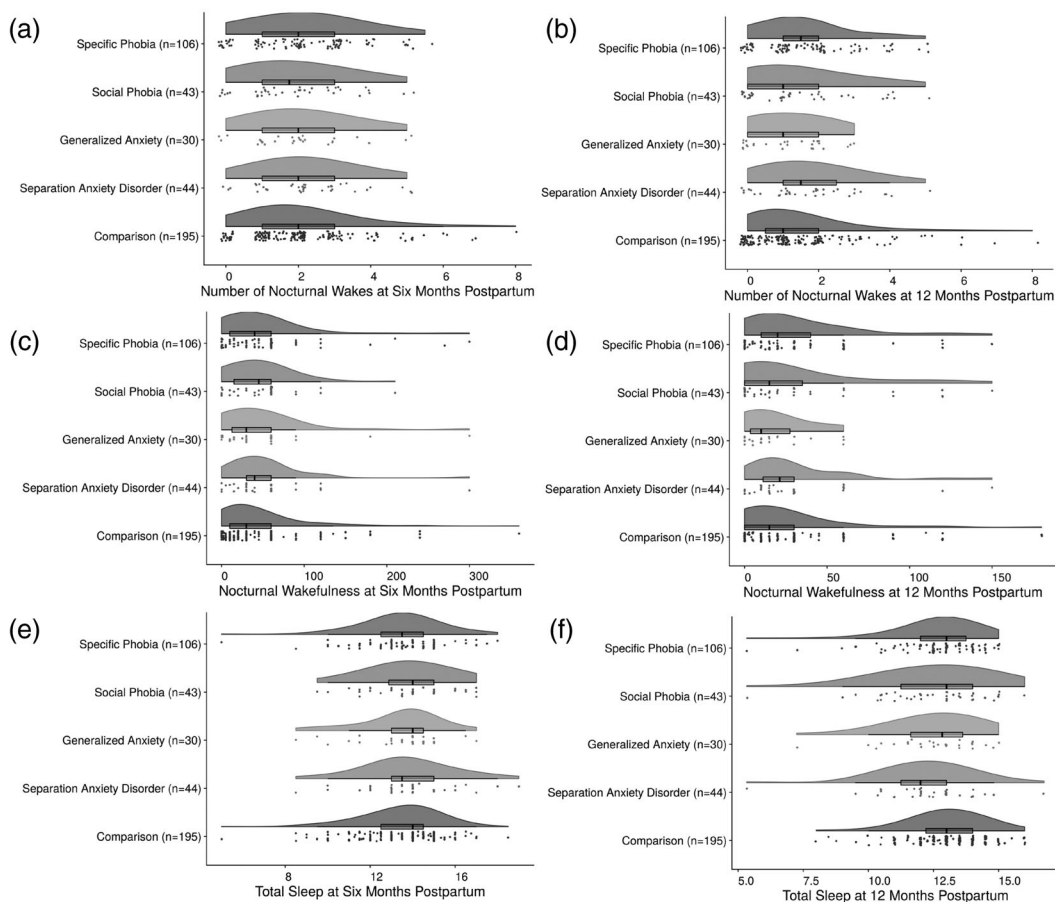 (a)
Specific Phobia (n=106)
Social Phobia (n=43)
Generalized Anxiety (n=30)
Separation Anxiety Disorder (n=44)
Comparison (n=195)
0 2 4 6 8
Number of Nocturnal Wakes at Six Months Postpartum
(b)
Specific Phobia (n=106)
Social Phobia (n=43)
Generalized Anxiety (n=30)
Separation Anxiety Disorder (n=44)
Comparison (n=195)
0 2 4 6 8
Number of Nocturnal Wakes at 12 Months Postpartum
(c)
Specific Phobia (n=106)
Social Phobia (n=43)
Generalized Anxiety (n=30)
Separation Anxiety Disorder (n=44)
Comparison (n=195)
0 100 200 300
Nocturnal Wakefulness at Six Months Postpartum
(d)
Specific Phobia (n=106)
Social Phobia (n=43)
Generalized Anxiety (n=30)
Separation Anxiety Disorder (n=44)
Comparison (n=195)
0 50 100 150
Nocturnal Wakefulness at 12 Months Postpartum
(e)
Specific Phobia (n=106)
Social Phobia (n=43)
Generalized Anxiety (n=30)
Separation Anxiety Disorder (n=44)
Comparison (n=195)
8 12 16
Total Sleep at Six Months Postpartum
(f)
Specific Phobia (n=106)
Social Phobia (n=43)
Generalized Anxiety (n=30)
Separation Anxiety Disorder (n=44)
Comparison (n=195)
5.0 7.5 10.0 12.5 15.0
Total Sleep at 12 Months Postpartum